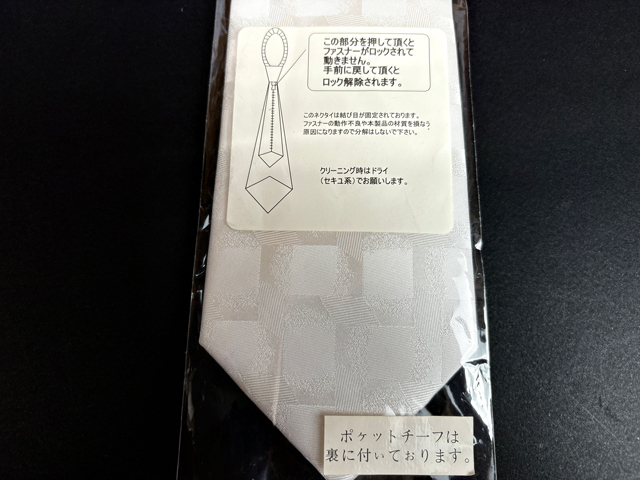 この部分を押して頂くと
ファスナーがロックされて
動きません。
手前に戻して頂くと
ロック解除されます。
このネクタイは結び目が固定されております。
ファスナーの動作不良や本製品の材質を損なう
原因になりますので分解はしないで下さい。
クリーニング時はドライ
（セキユ系）でお願いします。
ポケットチーフは
裏に付いております。